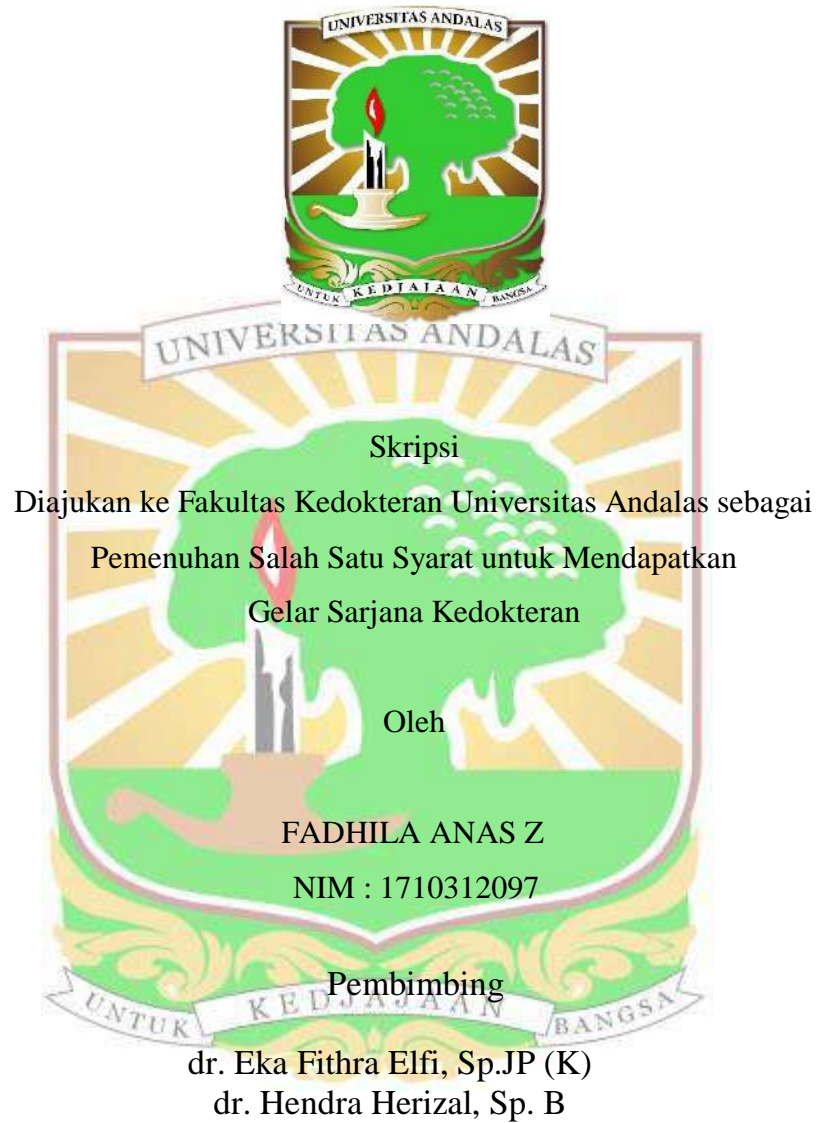 UNIVERSITAS ANDALAS
UNTUK KEDJAJAAN BANGSA
UNIVERSITAS ANDALAS
Skripsi
Diajukan ke Fakultas Kedokteran Universitas Andalas sebagai
Pemenuhan Salah Satu Syarat untuk Mendapatkan
Gelar Sarjana Kedokteran
Oleh
FADHILA ANAS Z
NIM : 1710312097
Pembimbing
UNTUK KEDJAJAAN BANGSA
dr. Eka Fithra Elfi, Sp.JP (K)
dr. Hendra Herizal, Sp. B